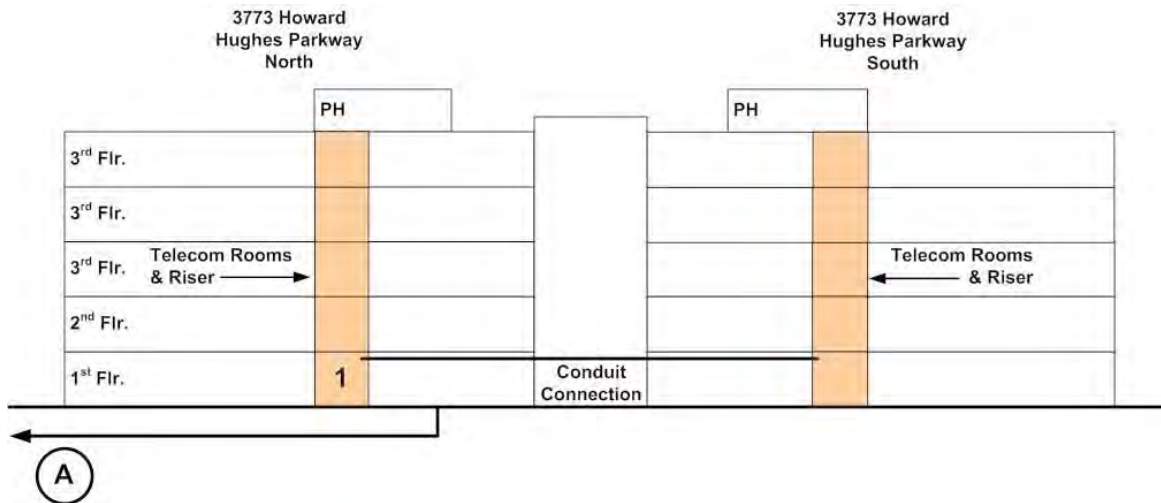 3773 Howard
Hughes Parkway
North
3773 Howard
Hughes Parkway
South
PH
PH
3rd Flr.
3rd Flr.
3rd Flr.
Telecom Rooms
& Riser
Telecom Rooms
& Riser
2nd Flr.
1st Flr.
1
Conduit
Connection
A